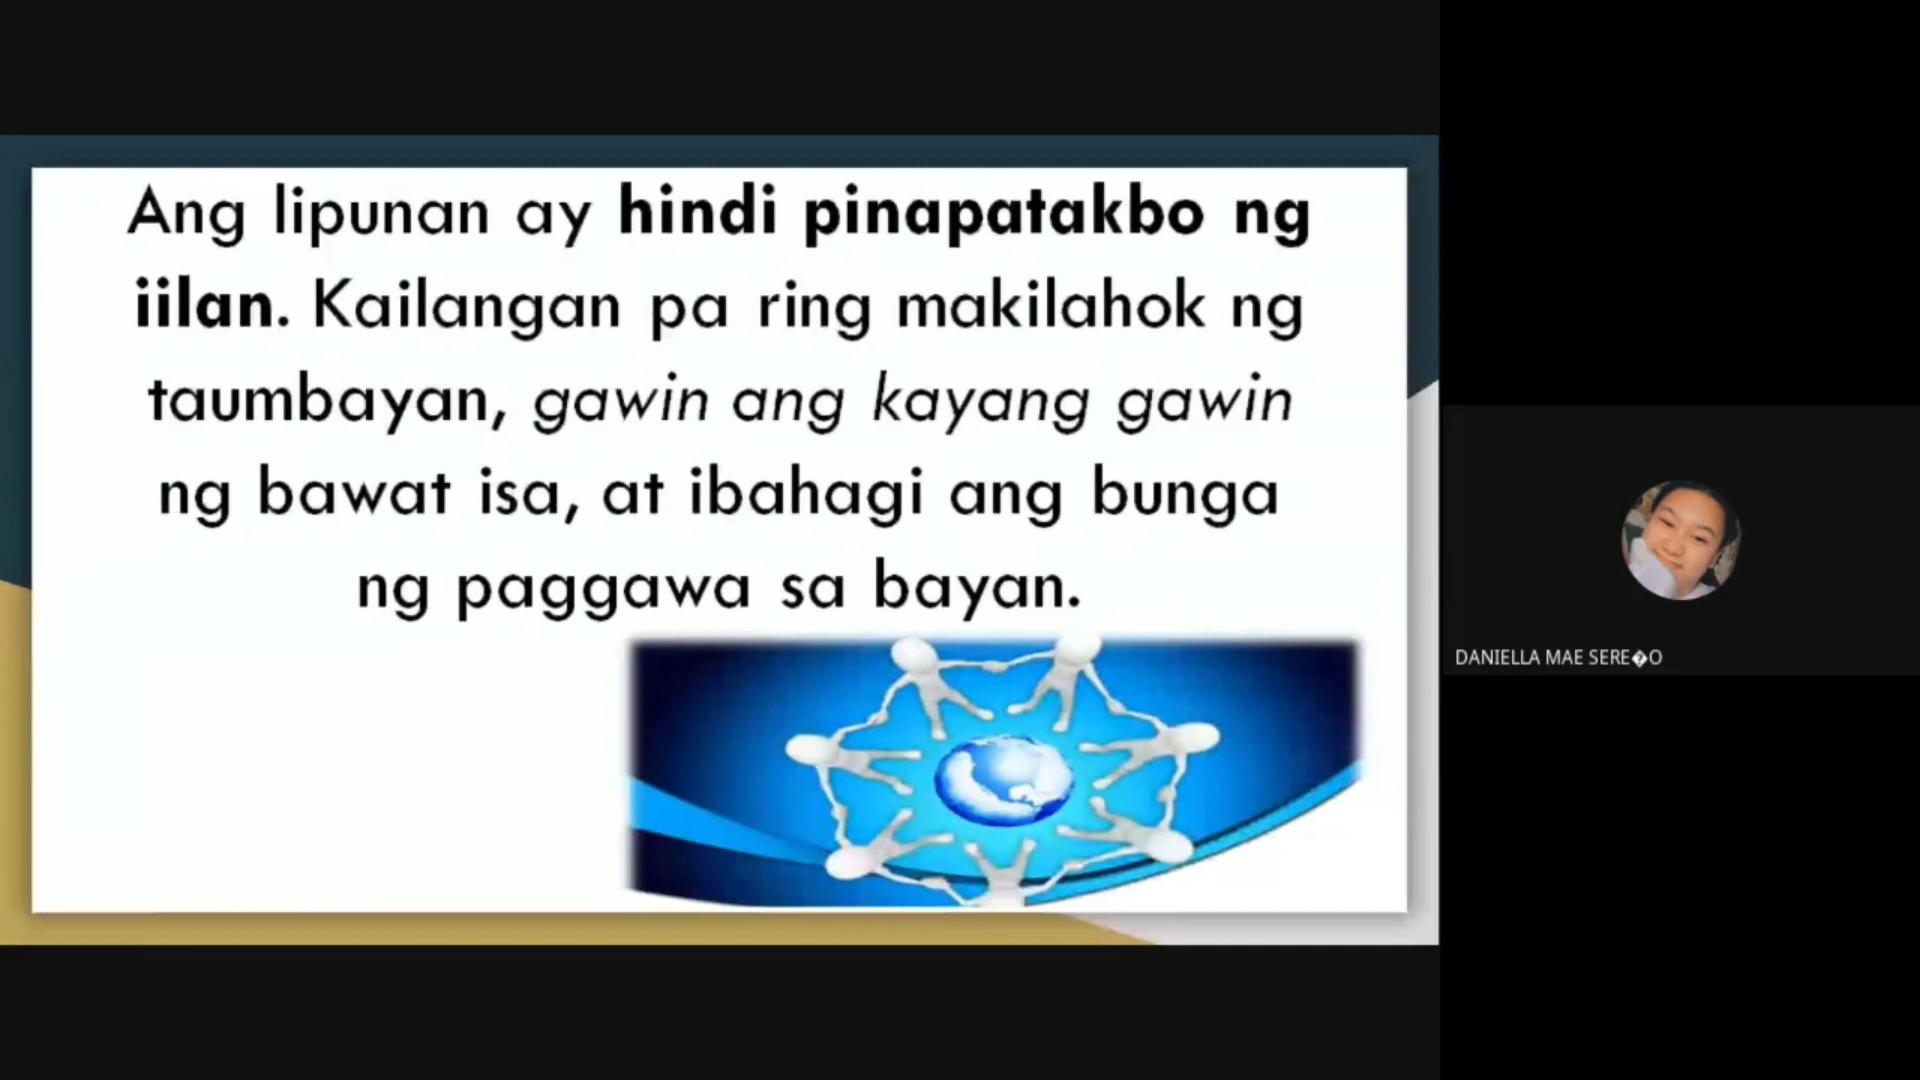 Ang lipunan ay hindi pinapatakbo ng
iilan. Kailangan pa ring makilahok ng
taumbayan, gawin ang kayang gawin
ng bawat isa, at ibahagi ang bunga
ng paggawa sa bayan.
DANIELLA MAE SERE�O